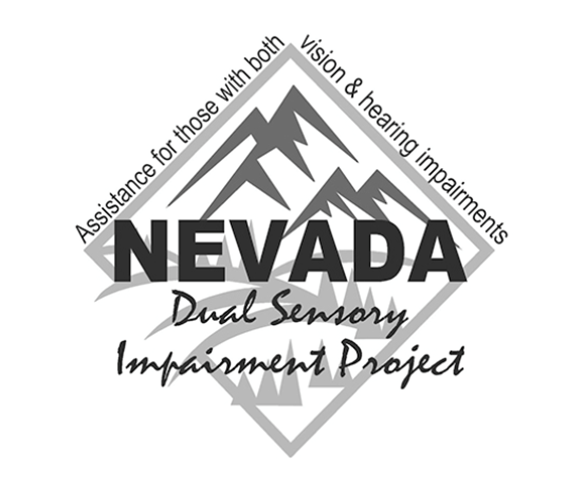 Assistance for those with both vision & hearing impairments
NEVADA
Dual Sensory
Impairment Project